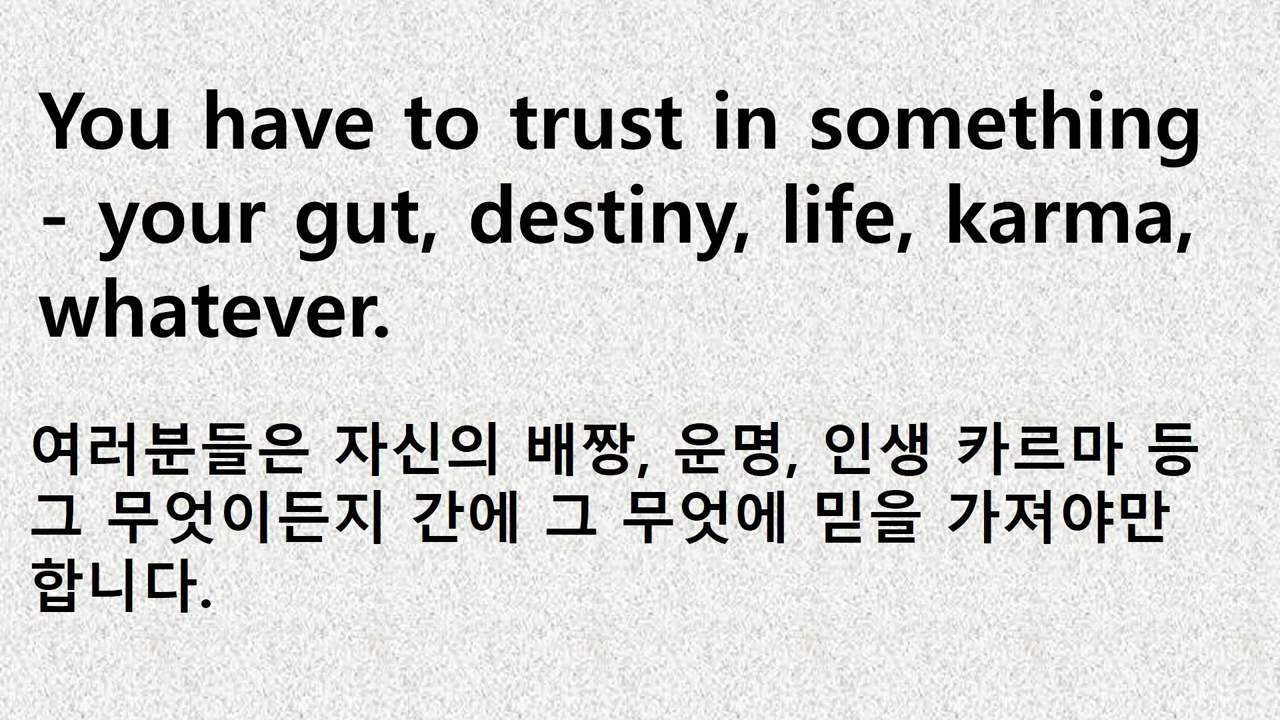 You have to trust in something
- your gut, destiny, life, karma,
whatever.
여러분들은 자신의 배짱, 운명, 인생 카르마 등
그 무엇이든지 간에 그 무엇에 믿을 가져야만
합니다.